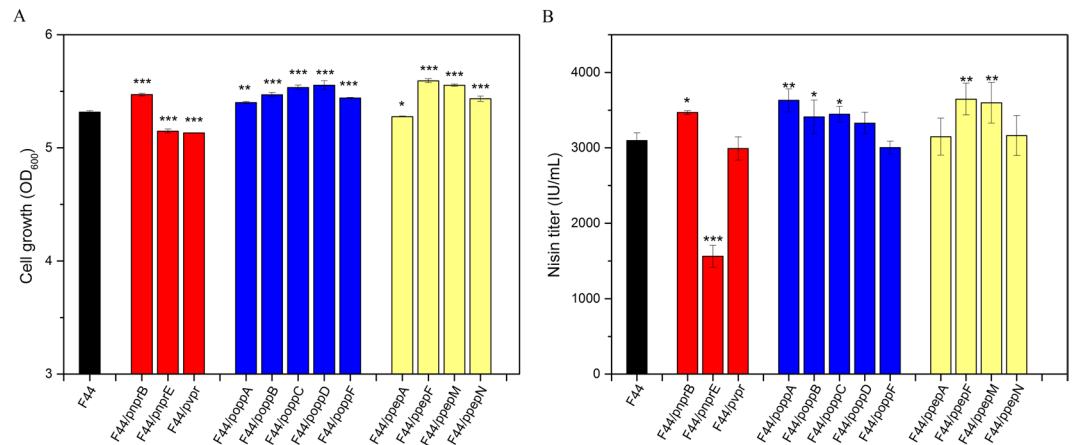 A
6
5
4
3
Cell growth (OD600)
***
***
***
**
***
***
***
***
*
***
***
***
F44
F44/pnprB
F44/pnprE
F44/pvpr
F44/poppA
F44/poppB
F44/poppC
F44/poppD
F44/poppF
F44/ppepA
F44/ppepF
F44/ppepM
F44/ppepN
B
4000
3000
2000
1000
0
Nisin titer (IU/mL)
*
***
**
*
*
**
**
F44
F44/pnprB
F44/pnprE
F44/pvpr
F44/poppA
F44/poppB
F44/poppC
F44/poppD
F44/poppF
F44/ppepA
F44/ppepF
F44/ppepM
F44/ppepN